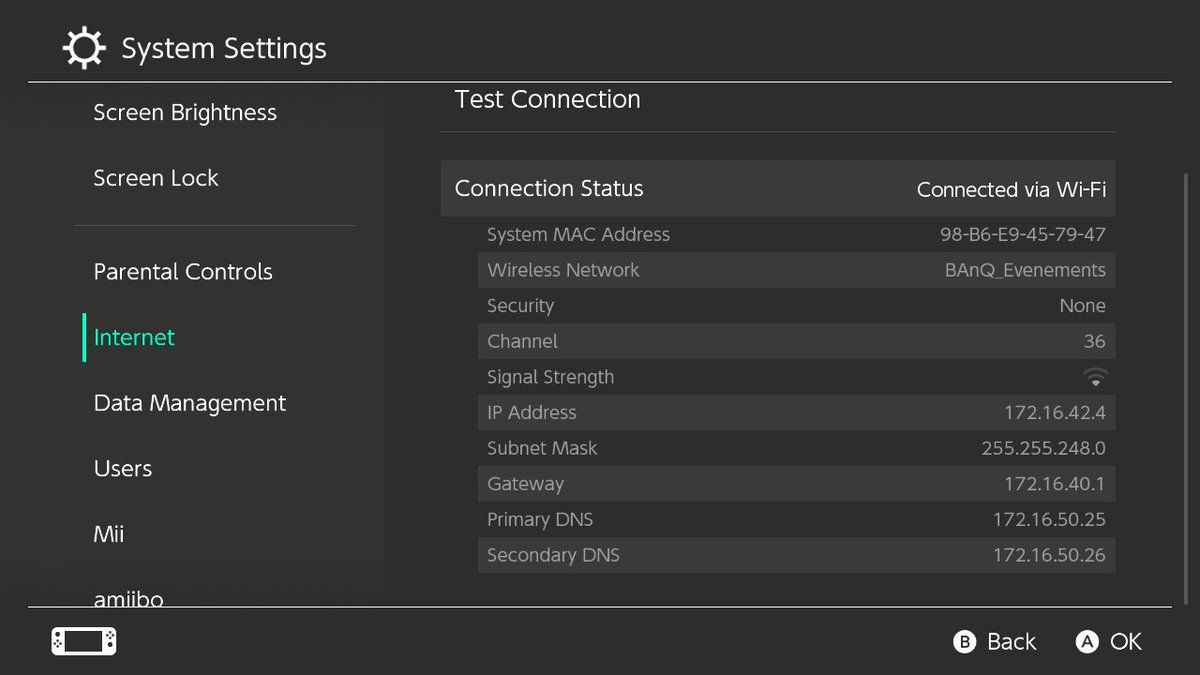 System Settings
Screen Brightness
Screen Lock
Parental Controls
Internet
Data Management
Users
Mii
amiibo
Test Connection
Connection Status Connected via Wi-Fi
System MAC Address 98-B6-E9-45-79-47
Wireless Network BAnQ_Evenements
Security None
Channel 36
Signal Strength
IP Address 172.16.42.4
Subnet Mask 255.255.248.0
Gateway 172.16.40.1
Primary DNS 172.16.50.25
Secondary DNS 172.16.50.26
B Back A OK